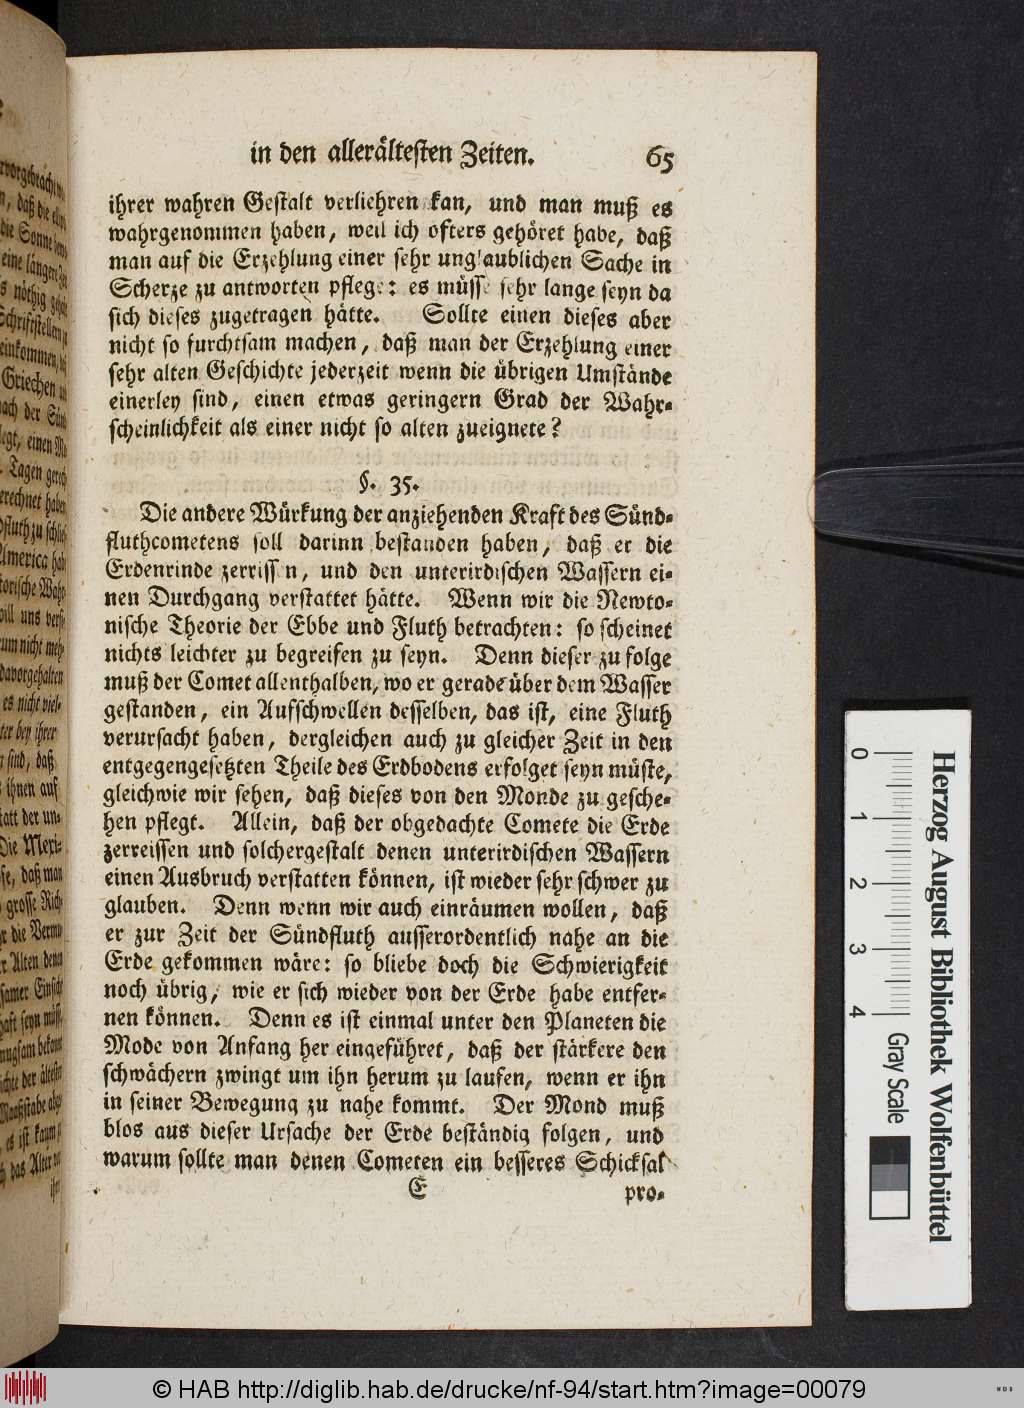 in den allerältesten Zeiten. 65
ihrer wahren Gestalt verliehren kan, und man muß es
wahrgenommen haben, weil ich öfters gehöret habe, daß
man auf die Erzehlung einer sehr unglaublichen Sache in
Scherze zu antworten pflege: es müsse sehr lange seyn da
sich dieses zugetragen hätte. Sollte einen dieses aber
nicht so furchtsam machen, daß man der Erzehlung einer
sehr alten Geschichte jederzeit wenn die übrigen Umstände
einerley sind, einen etwas geringern Grad der Wahr-
scheinlichkeit als einer nicht so alten zueignete?
§. 35.
Die andere Würkung der anziehenden Kraft des Sünd-
fluthcometens soll darinn bestanden haben, daß er die
Erdenrinde zerrissen, und den unterirdischen Wassern ei-
nen Durchgang verstattet hätte. Wenn wir die Newto-
nische Theorie der Ebbe und Fluth betrachten: so scheinet
nichts leichter zu begreifen zu seyn. Denn dieser zu folge
muß der Comet allenthalben, wo er gerade über dem Wasser
gestanden, ein Aufschwellen desselben, das ist, eine Fluth
verursacht haben, dergleichen auch zu gleicher Zeit in den
entgegengesetzten Theile des Erdbodens erfolget seyn müste,
gleichwie wir sehen, daß dieses von den Monde zu gesche-
hen pflegt. Allein, daß der obgedachte Comete die Erde
zerreissen und solchergestalt denen unterirdischen Wassern
einen Ausbruch verstatten können, ist wieder sehr schwer zu
glauben. Denn wenn wir auch einräumen wollen, daß
er zur Zeit der Sündfluth ausserordentlich nahe an die
Erde gekommen wäre: so bliebe doch die Schwierigkeit
noch übrig, wie er sich wieder von der Erde habe entfer-
nen können. Denn es ist einmal unter den Planeten die
Mode von Anfang her eingeführet, daß der stärkere den
schwächern zwingt um ihn herum zu laufen, wenn er ihn
in seiner Bewegung zu nahe kommt. Der Mond muß
blos aus dieser Ursache der Erde beständig folgen, und
warum sollte man denen Cometen ein besseres Schicksal
E pro-
0 1 2 3 4 Gray Scale
Herzog August Bibliothek Wolfenbüttel
© HAB http://diglib.hab.de/drucke/nf-94/start.htm?image=00079